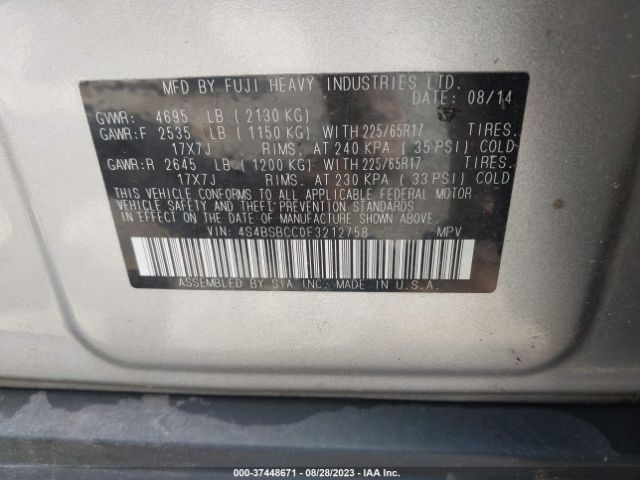 MFD BY FUJI HEAVY INDUSTRIES LTD.
DATE: 08/14
GVWR: 4695 LB (2130 KG)
GAWR:F 2535 LB (1150 KG) WITH 225/65R17 TIRES.
17X7J RIMS. AT 240 KPA (35 PSI) COLD
GAWR:R 2645 LB (1200 KG) WITH 225/65R17 TIRES.
17X7J RIMS. AT 230 KPA (33 PSI) COLD
THIS VEHICLE CONFORMS TO ALL APPLICABLE FEDERAL MOTOR
VEHICLE SAFETY AND THEFT PREVENTION STANDARDS
IN EFFECT ON THE DATE OF MANUFACTURE SHOWN ABOVE.
VIN: 4S4BSBCC0F3212758 MPV
ASSEMBLED BY SIA INC. MADE IN U.S.A.
000-37448671 - 08/28/2023 - IAA Inc.